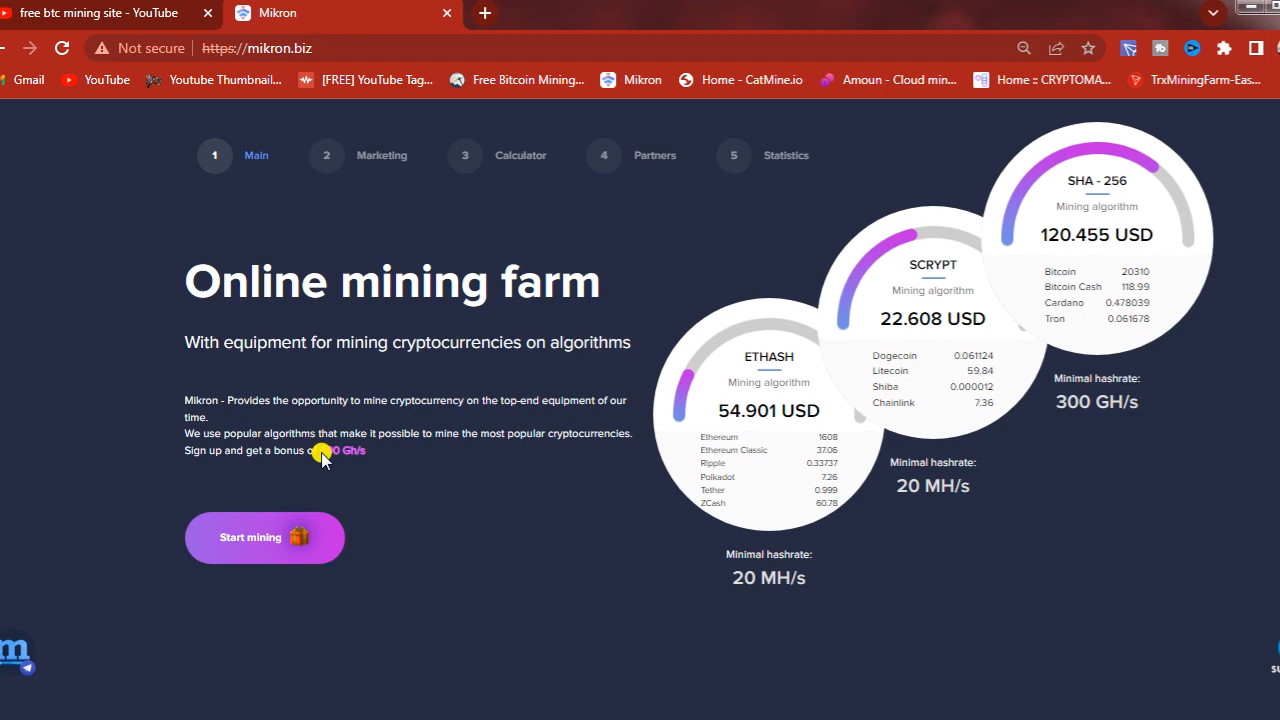 free btc mining site - YouTube
Mikron
Not secure
https://mikron.biz
Gmail
YouTube
Youtube Thumbnail...
[FREE] YouTube Tag...
Free Bitcoin Mining...
Mikron
Home - CatMine.io
Amoun - Cloud min...
Home :: CRYPTOMA...
TrxMiningFarm-Eas...
1 Main
2 Marketing
3 Calculator
4 Partners
5 Statistics
Online mining farm
With equipment for mining cryptocurrencies on algorithms
Mikron - Provides the opportunity to mine cryptocurrency on the top-end equipment of our
time.
We use popular algorithms that make it possible to mine the most popular cryptocurrencies.
Sign up and get a bonus Gh/s
Start mining
ETHASH
Mining algorithm
54.901 USD
Ethereum 1608
Ethereum Classic 37.06
Ripple 0.33737
Polkadot 7.26
Tether 0.999
ZCash 60.78
Minimal hashrate:
20 MH/s
SCRYPT
Mining algorithm
22.608 USD
Dogecoin 0.061124
Litecoin 59.84
Shiba 0.000012
Chainlink 7.36
Minimal hashrate:
20 MH/s
SHA - 256
Mining algorithm
120.455 USD
Bitcoin 20310
Bitcoin Cash 118.99
Cardano 0.478039
Tron 0.061678
Minimal hashrate:
300 GH/s
m